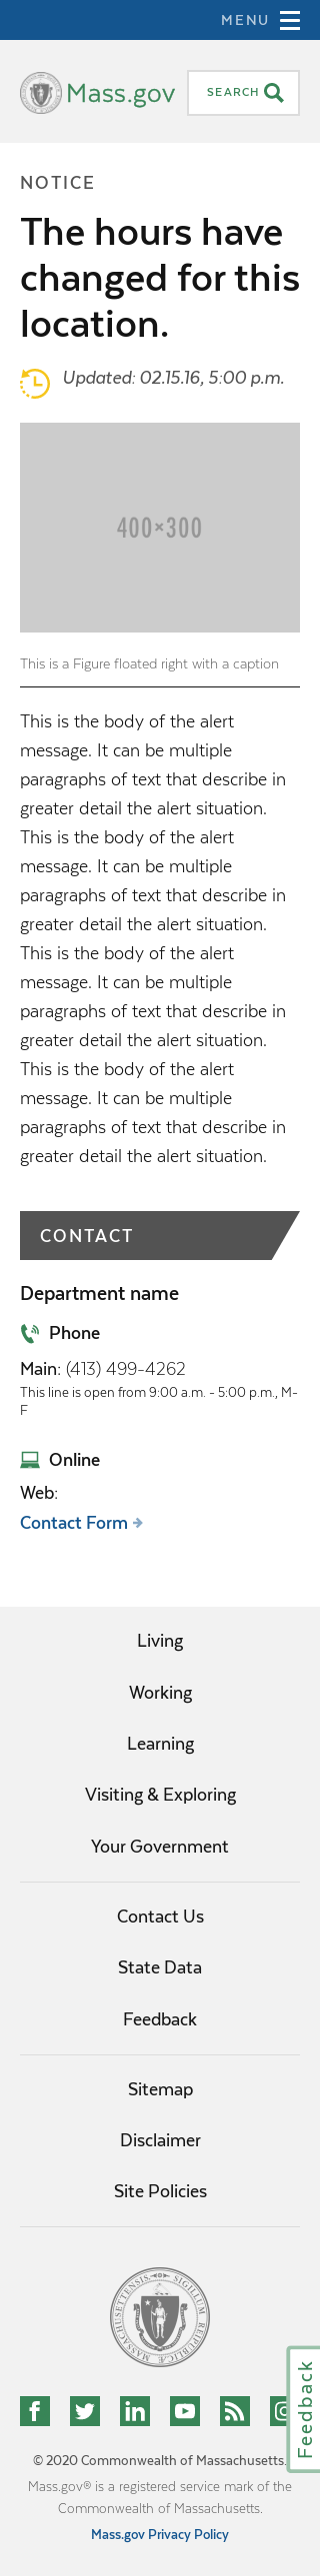 MENU
Mass.gov
SEARCH
NOTICE
The hours have
changed for this
location.
Updated: 02.15.16, 5:00 p.m.
400×300
This is a Figure floated right with a caption
This is the body of the alert
message. It can be multiple
paragraphs of text that describe in
greater detail the alert situation.
This is the body of the alert
message. It can be multiple
paragraphs of text that describe in
greater detail the alert situation.
This is the body of the alert
message. It can be multiple
paragraphs of text that describe in
greater detail the alert situation.
This is the body of the alert
message. It can be multiple
paragraphs of text that describe in
greater detail the alert situation.
CONTACT
Department name
Phone
Main: (413) 499-4262
This line is open from 9:00 a.m. - 5:00 p.m., M-
F
Online
Web:
Contact Form
Living
Working
Learning
Visiting & Exploring
Your Government
Contact Us
State Data
Feedback
Sitemap
Disclaimer
Site Policies
Feedback
© 2020 Commonwealth of Massachusetts.
Mass.gov® is a registered service mark of the
Commonwealth of Massachusetts.
Mass.gov Privacy Policy